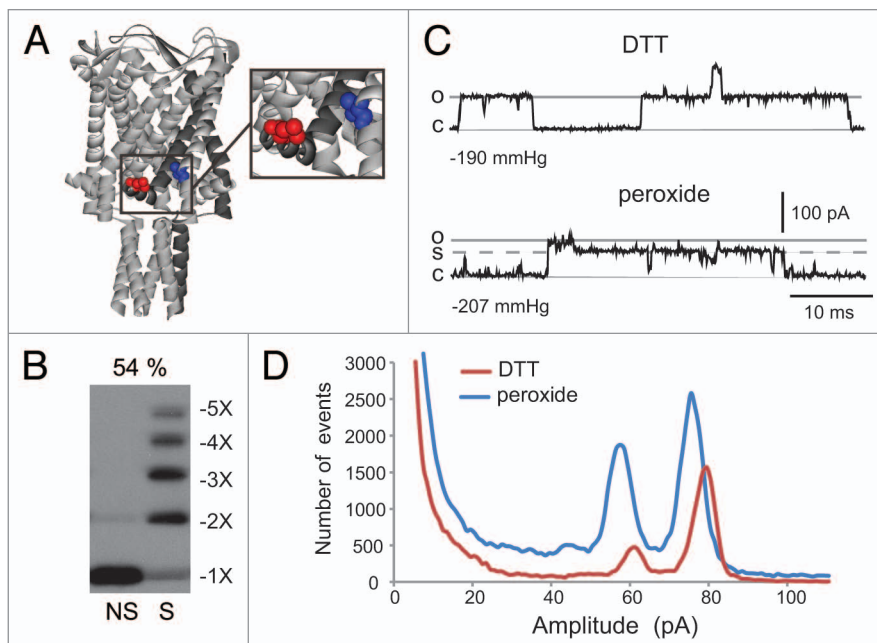 A
B
54 %
-5X
-4X
-3X
-2X
-1X
NS S
C
DTT
O
C
-190 mmHg
peroxide
100 pA
O
S
C
-207 mmHg
10 ms
D
DTT
peroxide
Number of events
3000
2500
2000
1500
1000
500
0
0 20 40 60 80 100
Amplitude (pA)